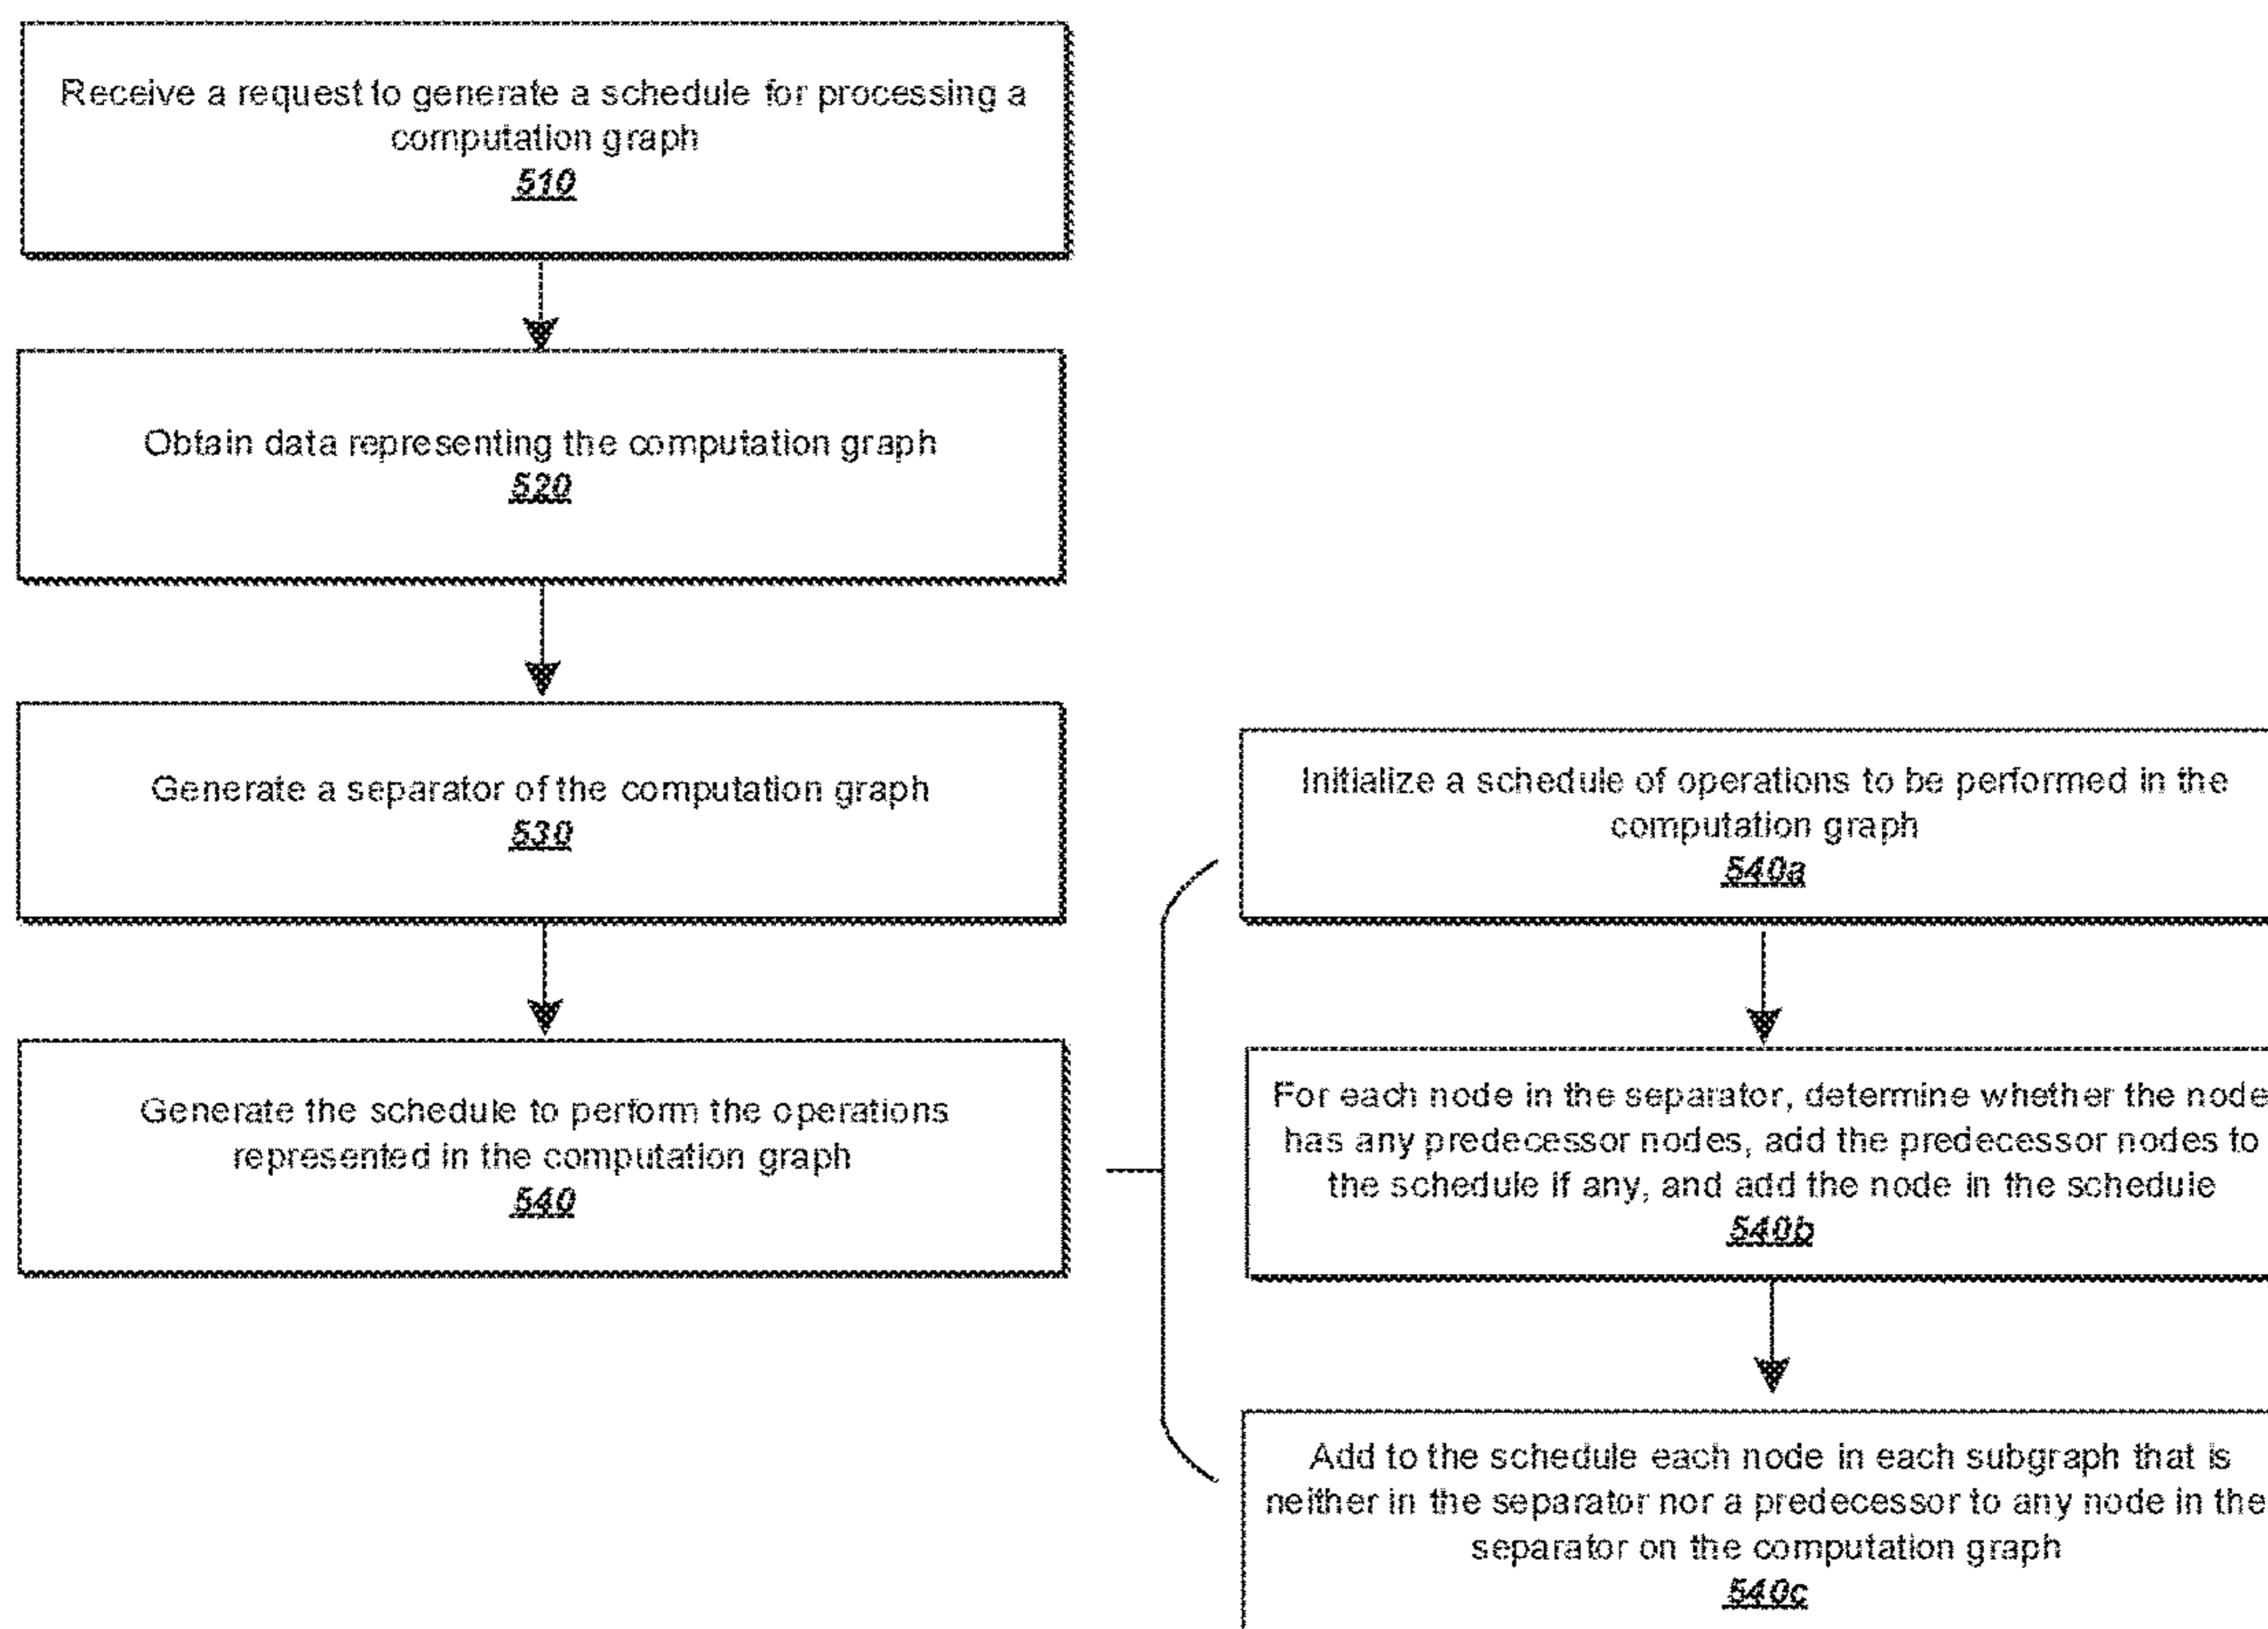 Receive a request to generate a schedule for processing a
computation graph
510
Obtain data representing the computation graph
520
Generate a separator of the computation graph
530
Generate the schedule to perform the operations
represented in the computation graph
540
Initialize a schedule of operations to be performed in the
computation graph
540a
For each node in the separator, determine whether the node
has any predecessor nodes, add the predecessor nodes to
the schedule if any, and add the node in the schedule
540b
Add to the schedule each node in each subgraph that is
neither in the separator nor a predecessor to any node in the
separator on the computation graph
540c